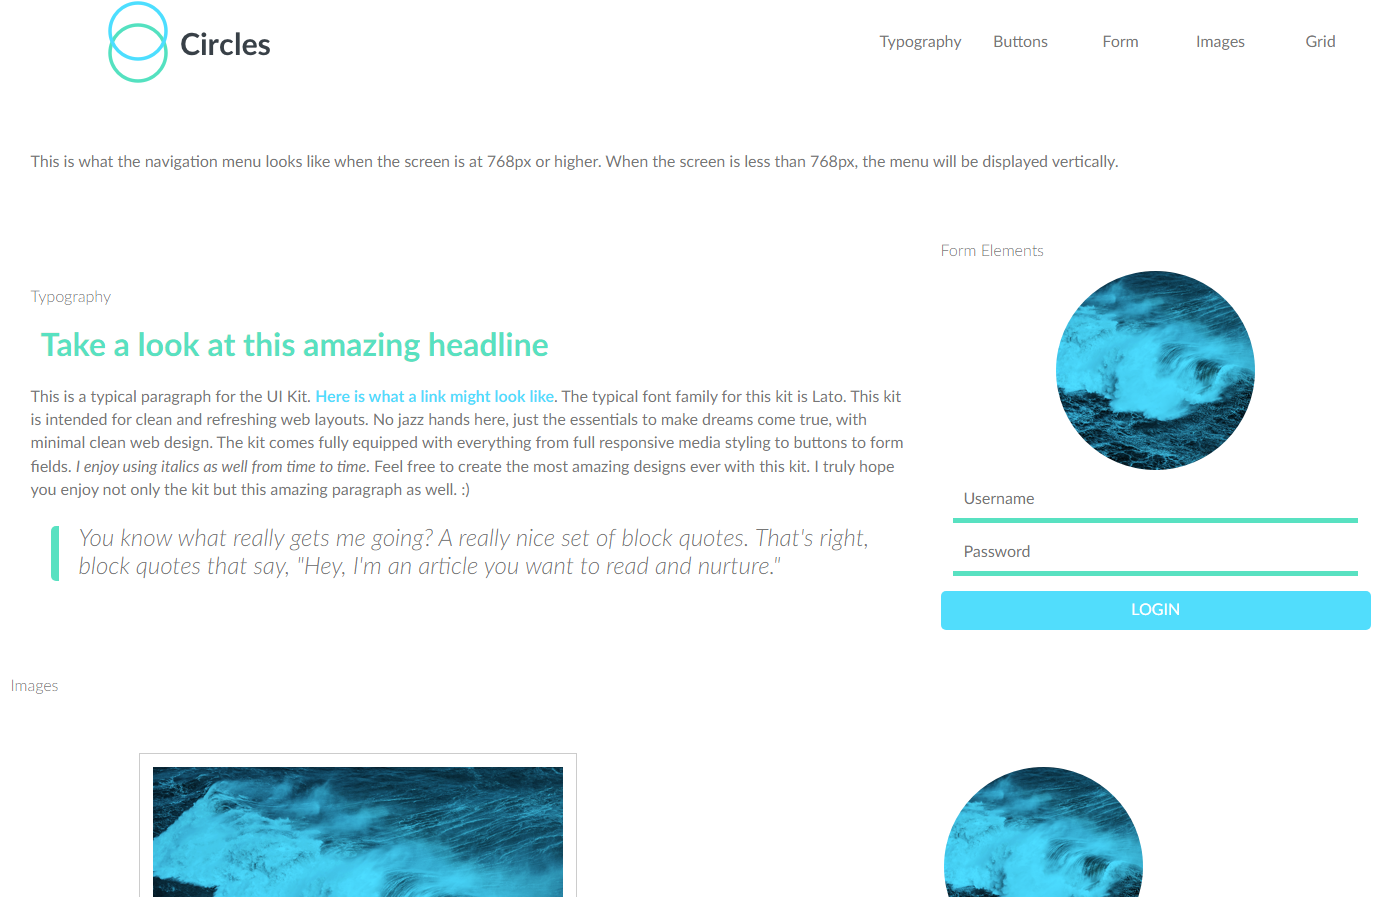 Circles
Typography Buttons Form Images Grid
This is what the navigation menu looks like when the screen is at 768px or higher. When the screen is less than 768px, the menu will be displayed vertically.
Typography
Take a look at this amazing headline
This is a typical paragraph for the UI Kit. Here is what a link might look like. The typical font family for this kit is Lato. This kit
is intended for clean and refreshing web layouts. No jazz hands here, just the essentials to make dreams come true, with
minimal clean web design. The kit comes fully equipped with everything from full responsive media styling to buttons to form
fields. I enjoy using italics as well from time to time. Feel free to create the most amazing designs ever with this kit. I truly hope
you enjoy not only the kit but this amazing paragraph as well. :)
You know what really gets me going? A really nice set of block quotes. That's right,
block quotes that say, "Hey, I'm an article you want to read and nurture."
Form Elements
Username
Password
LOGIN
Images